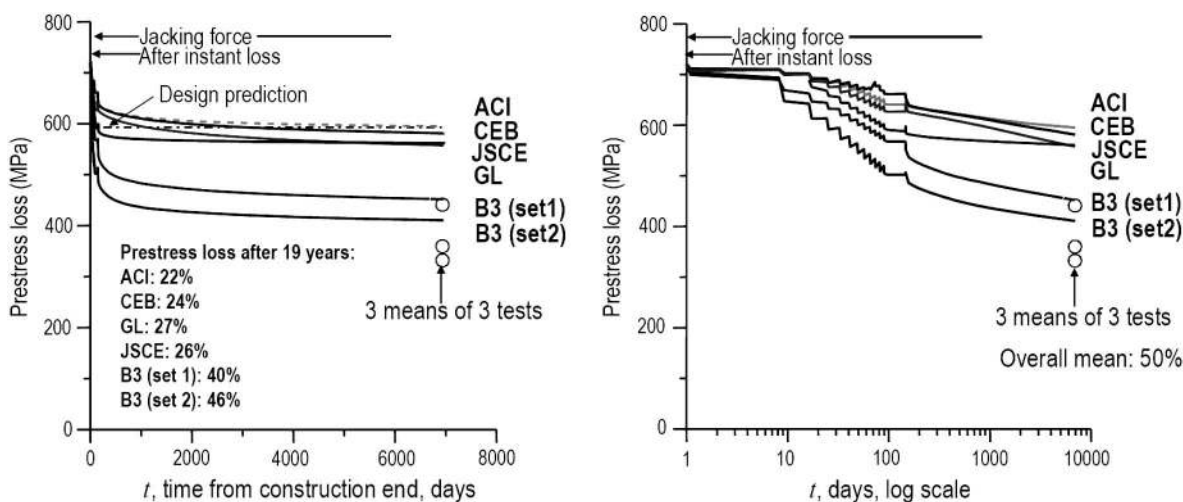 800
600
400
200
0
Prestress loss (MPa)
Jacking force
After instant loss
Design prediction
ACI
CEB
JSCE
GL
B3 (set1)
B3 (set2)
Prestress loss after 19 years:
ACI: 22%
CEB: 24%
GL: 27%
JSCE: 26%
B3 (set 1): 40%
B3 (set 2): 46%
3 means of 3 tests
0 2000 4000 6000 8000
t, time from construction end, days
800
600
400
200
0
Prestress loss (MPa)
Jacking force
After instant loss
ACI
CEB
JSCE
GL
B3 (set1)
B3 (set2)
3 means of 3 tests
Overall mean: 50%
1 10 100 1000 10000
t, days, log scale